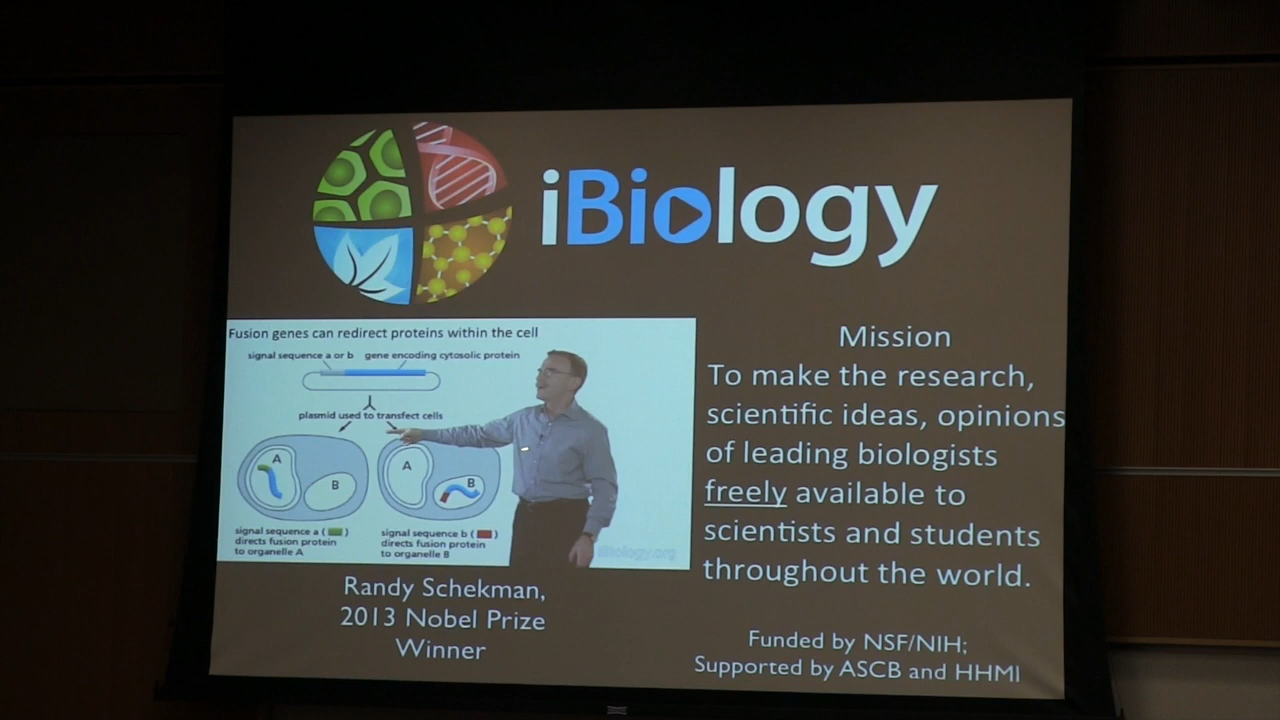 iBiology
Fusion genes can redirect proteins within the cell
signal sequence a or b gene encoding cytosolic protein
plasmid used to transfect cells
A
B
A
B
signal sequence a ( )
directs fusion protein
to organelle A
signal sequence b ( )
directs fusion protein
to organelle B
iBiology.org
Randy Schekman,
2013 Nobel Prize
Winner
Mission
To make the research,
scientific ideas, opinions
of leading biologists
freely available to
scientists and students
throughout the world.
Funded by NSF/NIH;
Supported by ASCB and HHMI